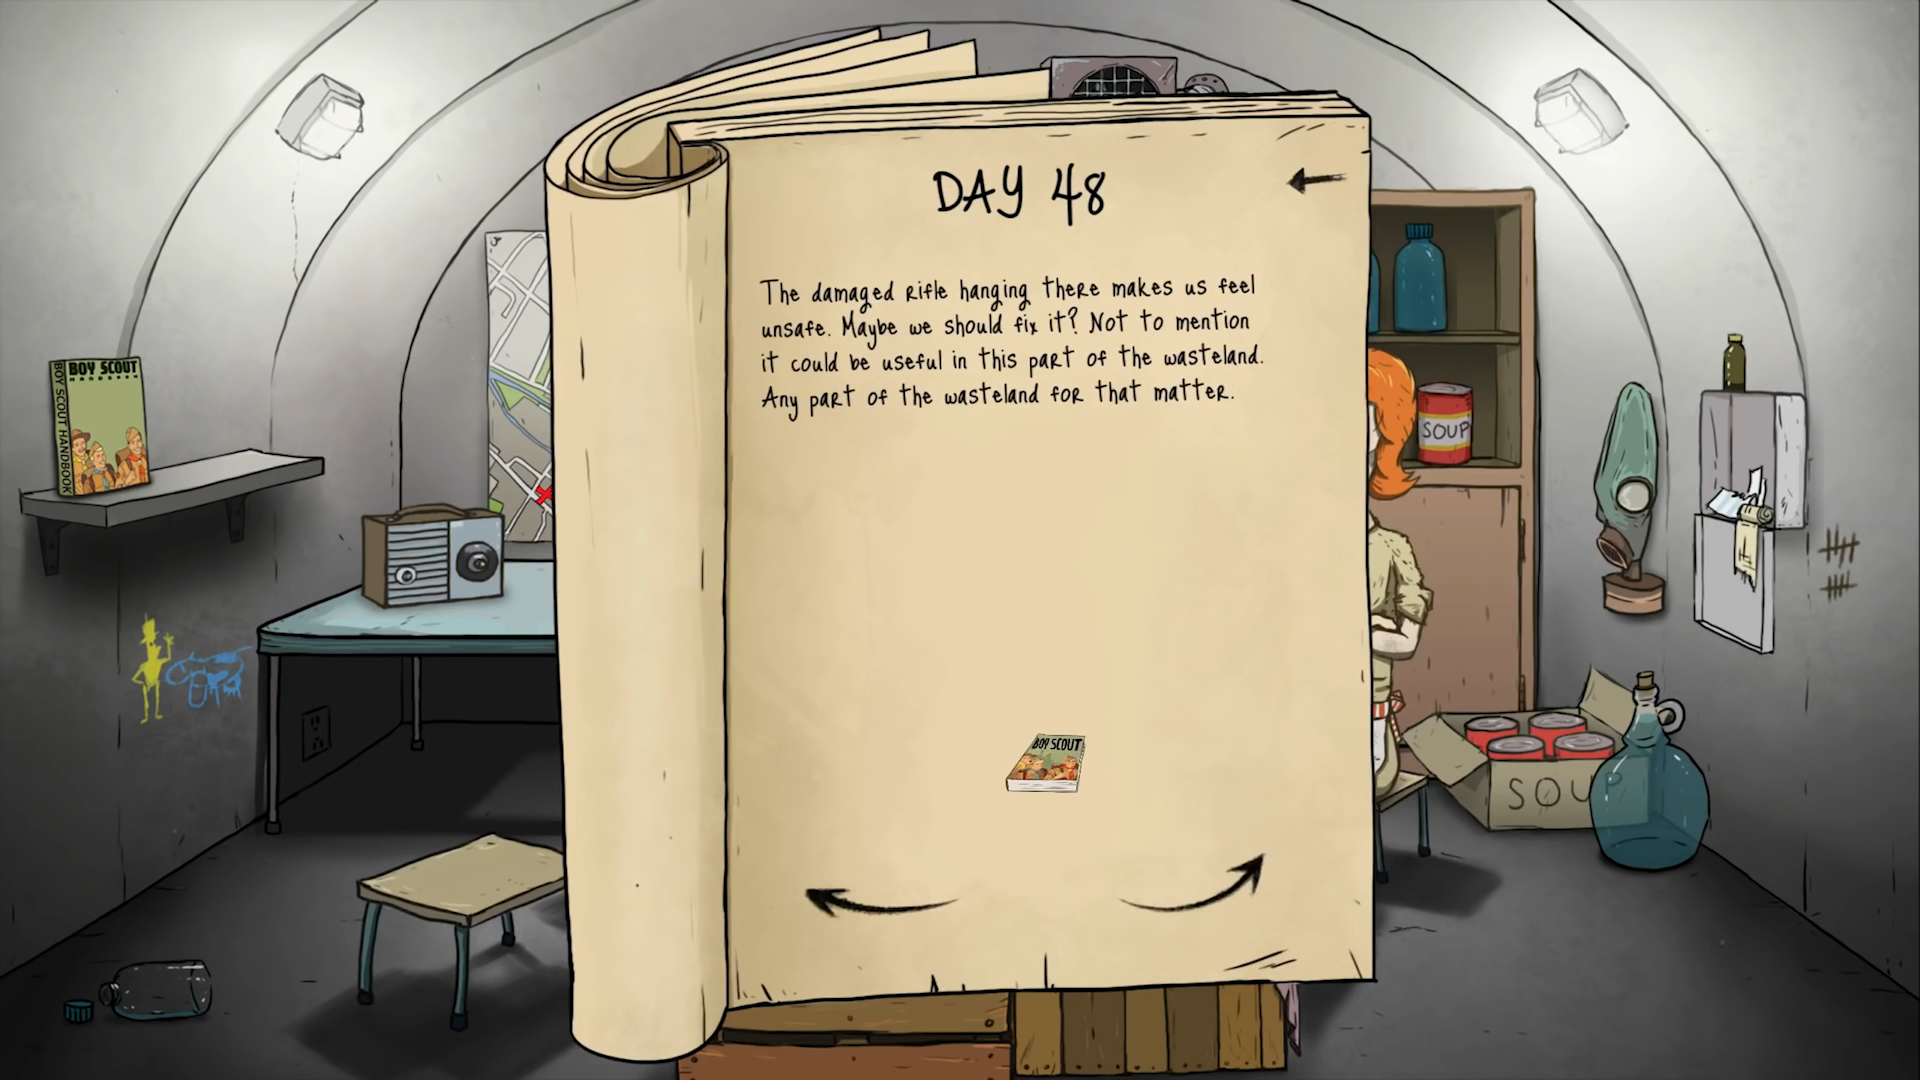 DAY 48
The damaged rifle hanging there makes us feel
unsafe. Maybe we should fix it? Not to mention
it could be useful in this part of the wasteland.
Any part of the wasteland for that matter.
BOY SCOUT
BOY SCOUT
HANDBOOK
BOY SCOUT HANDBOOK
SOUP
SOU